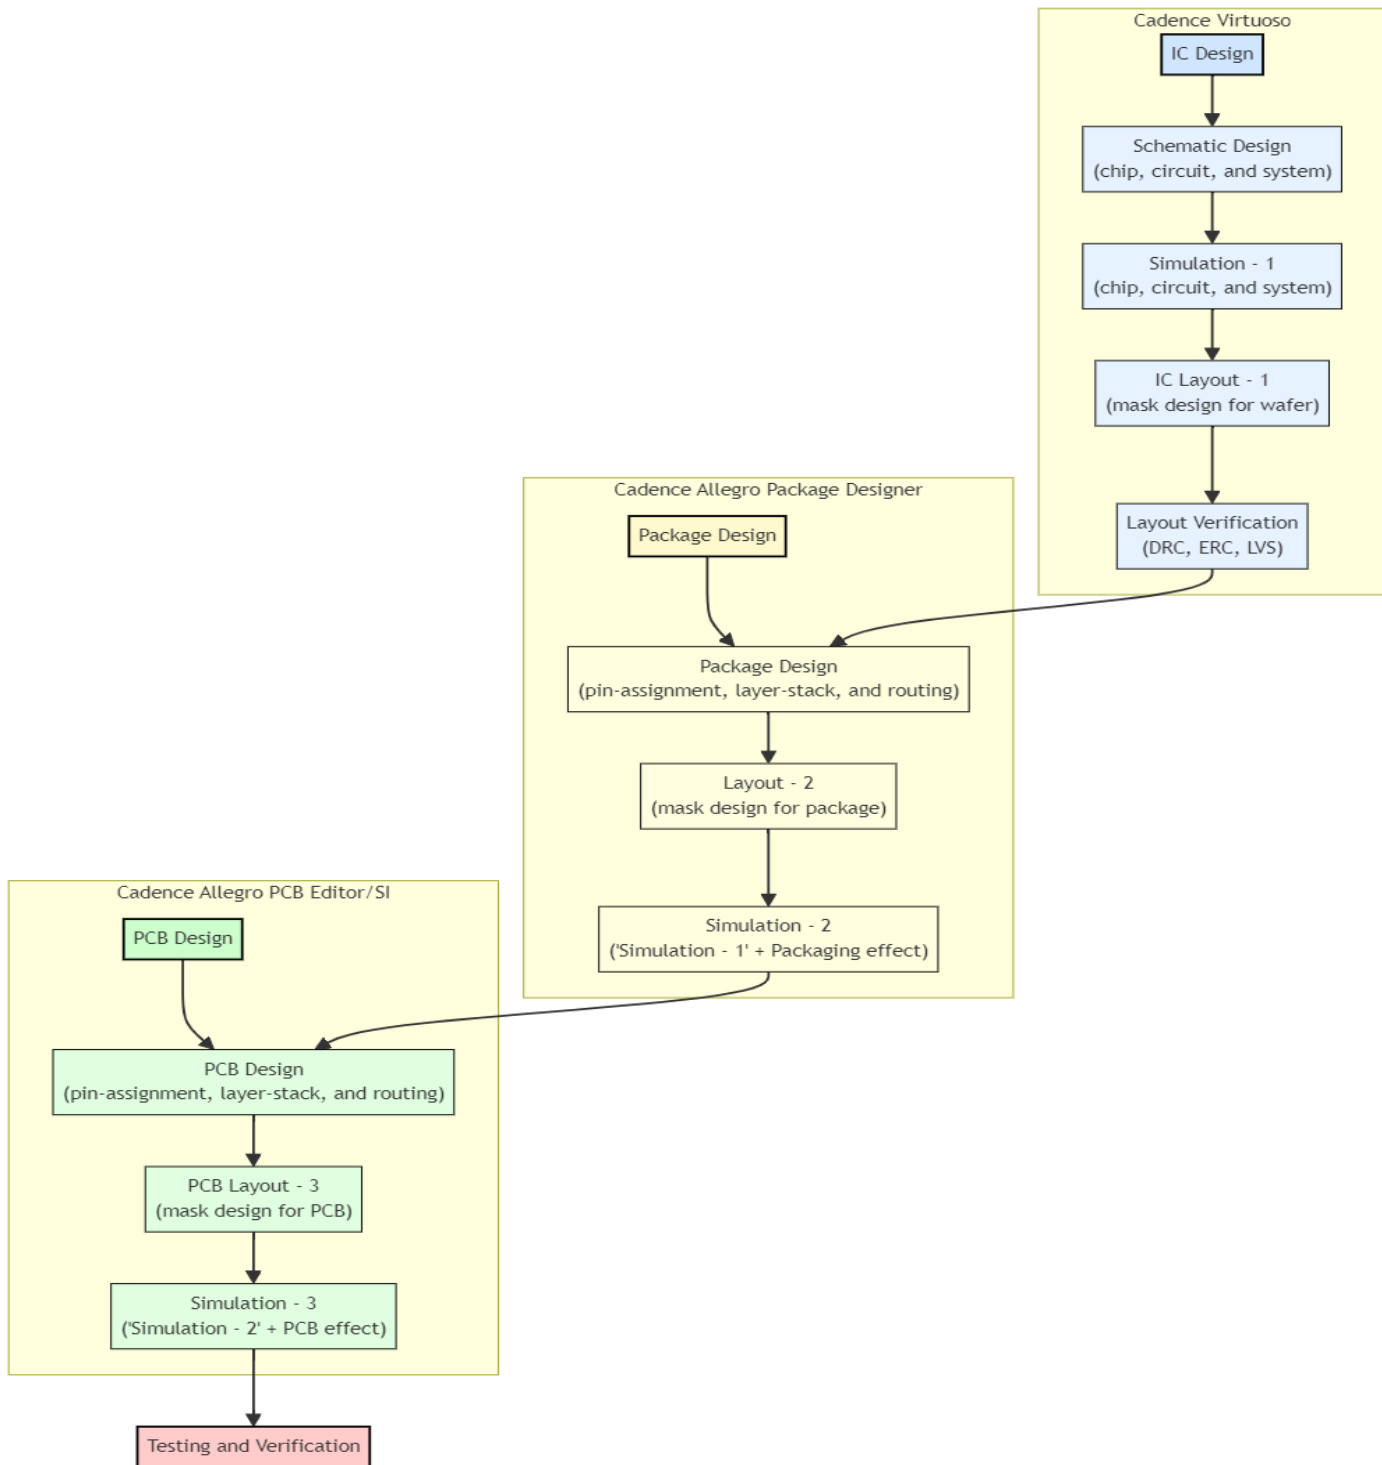 Cadence Virtuoso
IC Design
Schematic Design
(chip, circuit, and system)
Simulation - 1
(chip, circuit, and system)
IC Layout - 1
(mask design for wafer)
Layout Verification
(DRC, ERC, LVS)
Cadence Allegro Package Designer
Package Design
Package Design
(pin-assignment, layer-stack, and routing)
Layout - 2
(mask design for package)
Simulation - 2
('Simulation - 1' + Packaging effect)
Cadence Allegro PCB Editor/SI
PCB Design
PCB Design
(pin-assignment, layer-stack, and routing)
PCB Layout - 3
(mask design for PCB)
Simulation - 3
('Simulation - 2' + PCB effect)
Testing and Verification